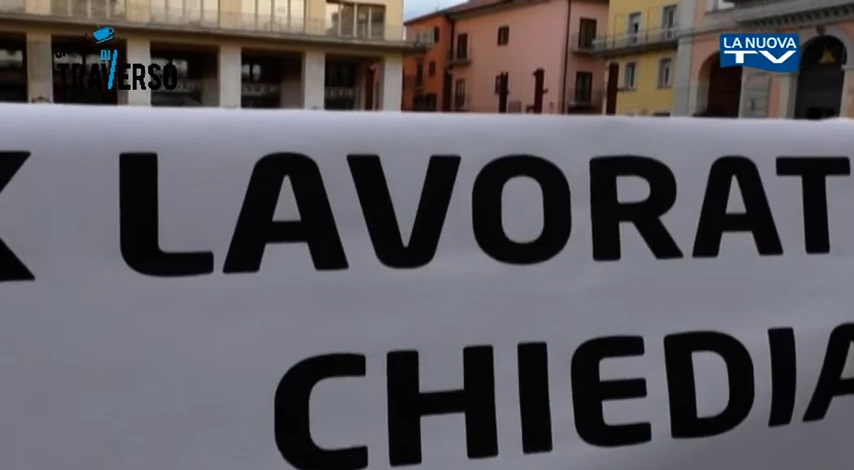 DI
TRAVERSO
LA NUOVA
TV
X LAVORAT
CHIEDIA